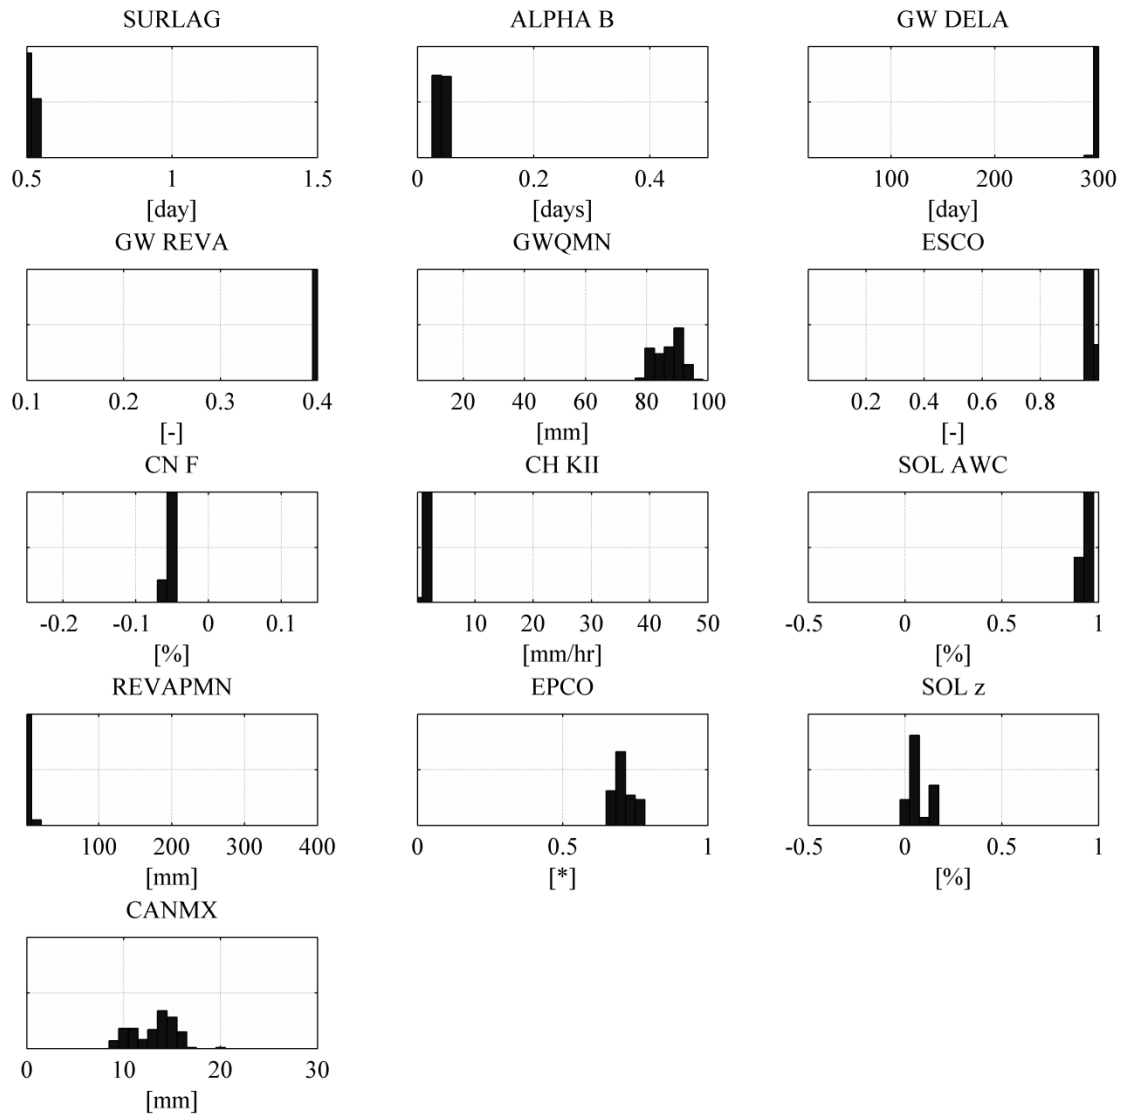 SURLAG ALPHA B GW DELA
0.5 1 1.5 0 0.2 0.4 100 200 300
[day] [days] [day]
GW REVA GWQMN ESCO
0.1 0.2 0.3 0.4 20 40 60 80 100 0.2 0.4 0.6 0.8
[-] [mm] [-]
CN F CH KII SOL AWC
-0.2 -0.1 0 0.1 10 20 30 40 50 -0.5 0 0.5 1
[%] [mm/hr] [%]
REVAPMN EPCO SOL z
100 200 300 400 0 0.5 1 -0.5 0 0.5 1
[mm] [*] [%]
CANMX
0 10 20 30
[mm]